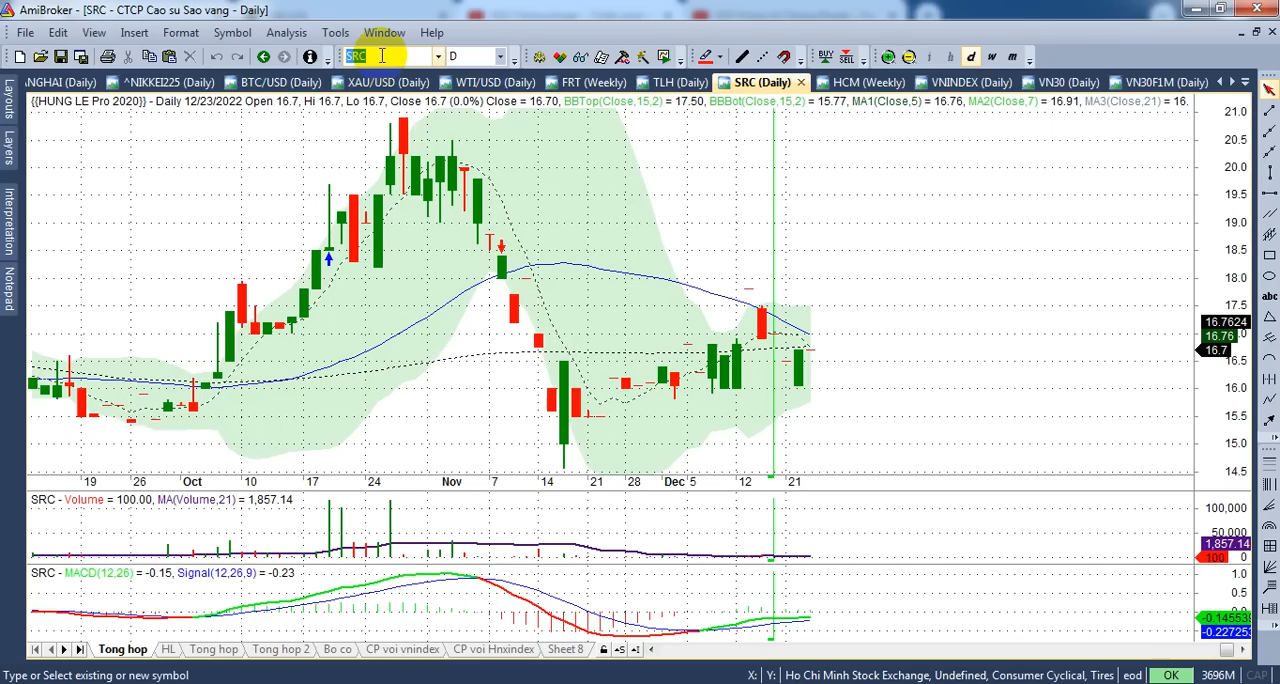 AmiBroker - [SRC - CTCP Cao su Sao vang - Daily]
File Edit View Insert Format Symbol Analysis Tools Window Help
SRC D BUY SELL i h d w m
NGHAI (Daily) ^NIKKEI225 (Daily) BTC/USD (Daily) XAU/USD (Daily) WTI/USD (Daily) FRT (Weekly) TLH (Daily) SRC (Daily) HCM (Weekly) VNINDEX (Daily) VN30 (Daily) VN30F1M (Daily)
Layouts
Layers
Interpretation
Notepad
{{HUNG LE Pro 2020}} - Daily 12/23/2022 Open 16.7, Hi 16.7, Lo 16.7, Close 16.7 (0.0%) Close = 16.70, BBTop(Close,15,2) = 17.50, BBBot(Close,15,2) = 15.77, MA1(Close,5) = 16.76, MA2(Close,7) = 16.91, MA3(Close,21) = 16.
21.0
20.5
20.0
19.5
19.0
18.5
18.0
17.5
16.7624
16.76
16.7
16.5
16.0
15.5
15.0
14.5
19 26 Oct 10 17 24 Nov 7 14 21 28 Dec 5 12 21
SRC - Volume = 100.00, MA(Volume,21) = 1,857.14
100,000
50,000
1,857.14
100 0
SRC - MACD(12,26) = -0.15, Signal(12,26,9) = -0.23
1.0
0.5
0.0
-0.145539
-0.227253
abc
Tong hop HL Tong hop Tong hop 2 Bo co CP voi vnindex CP voi Hnxindex Sheet 8
Type or Select existing or new symbol X: Y: Ho Chi Minh Stock Exchange, Undefined, Consumer Cyclical, Tires eod OK 3696M CAP